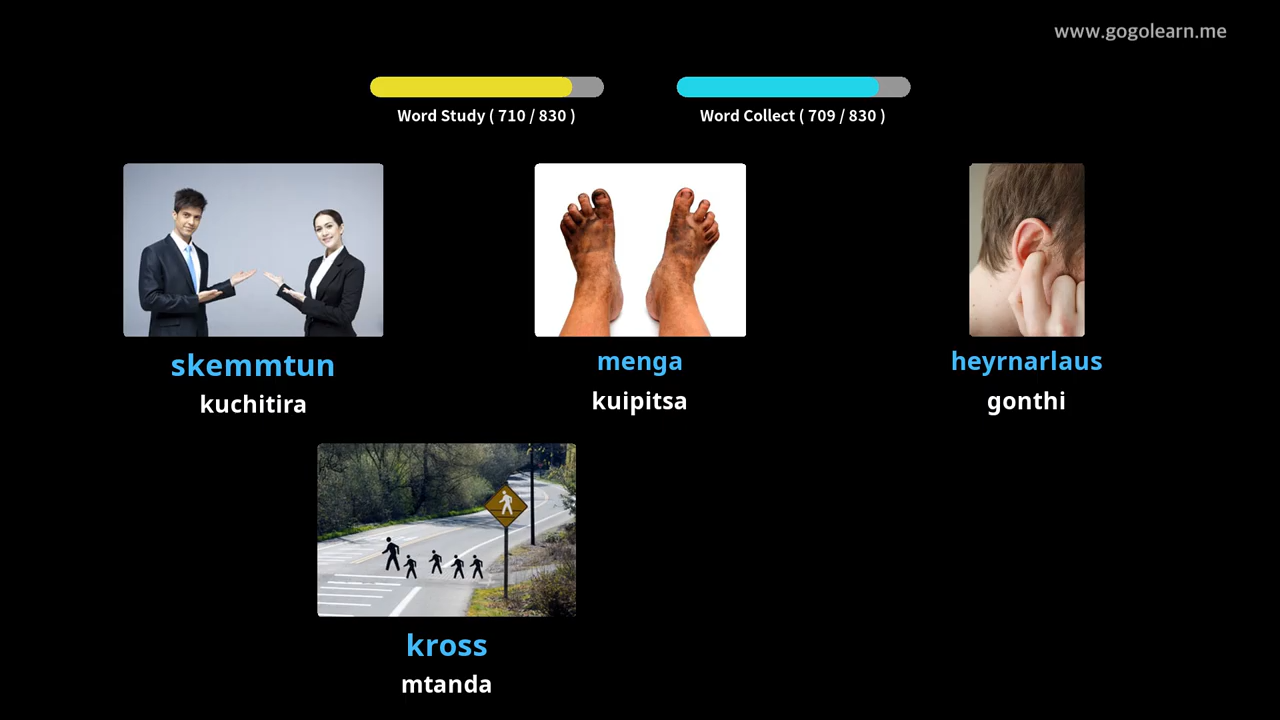 www.gogolearn.me
Word Study ( 710 / 830 )
Word Collect ( 709 / 830 )
skemmtun
kuchitira
menga
kuipitsa
heyrnarlaus
gonthi
kross
mtanda